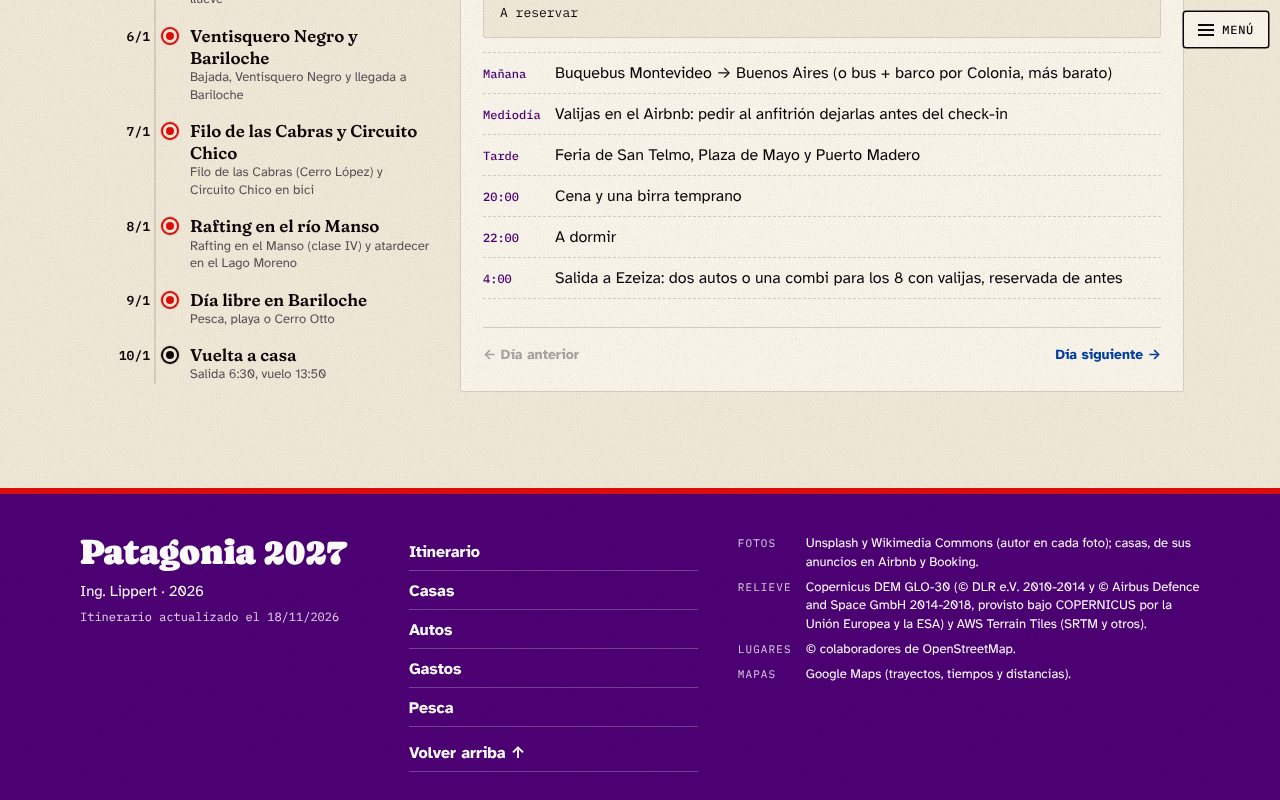 llueve
6/1
Ventisquero Negro y
Bariloche
Bajada, Ventisquero Negro y llegada a
Bariloche
7/1
Filo de las Cabras y Circuito
Chico
Filo de las Cabras (Cerro López) y
Circuito Chico en bici
8/1
Rafting en el río Manso
Rafting en el Manso (clase IV) y atardecer
en el Lago Moreno
9/1
Día libre en Bariloche
Pesca, playa o Cerro Otto
10/1
Vuelta a casa
Salida 6:30, vuelo 13:50
A reservar
MENÚ
Mañana
Buquebus Montevideo → Buenos Aires (o bus + barco por Colonia, más barato)
Mediodía
Valijas en el Airbnb: pedir al anfitrión dejarlas antes del check-in
Tarde
Feria de San Telmo, Plaza de Mayo y Puerto Madero
20:00
Cena y una birra temprano
22:00
A dormir
4:00
Salida a Ezeiza: dos autos o una combi para los 8 con valijas, reservada de antes
← Día anterior
Día siguiente →
Patagonia 2027
Ing. Lippert · 2026
Itinerario actualizado el 18/11/2026
Itinerario
Casas
Autos
Gastos
Pesca
Volver arriba ↑
FOTOS
Unsplash y Wikimedia Commons (autor en cada foto); casas, de sus
anuncios en Airbnb y Booking.
RELIEVE
Copernicus DEM GLO-30 (© DLR e.V. 2010-2014 y © Airbus Defence
and Space GmbH 2014-2018, provisto bajo COPERNICUS por la
Unión Europea y la ESA) y AWS Terrain Tiles (SRTM y otros).
LUGARES
© colaboradores de OpenStreetMap.
MAPAS
Google Maps (trayectos, tiempos y distancias).